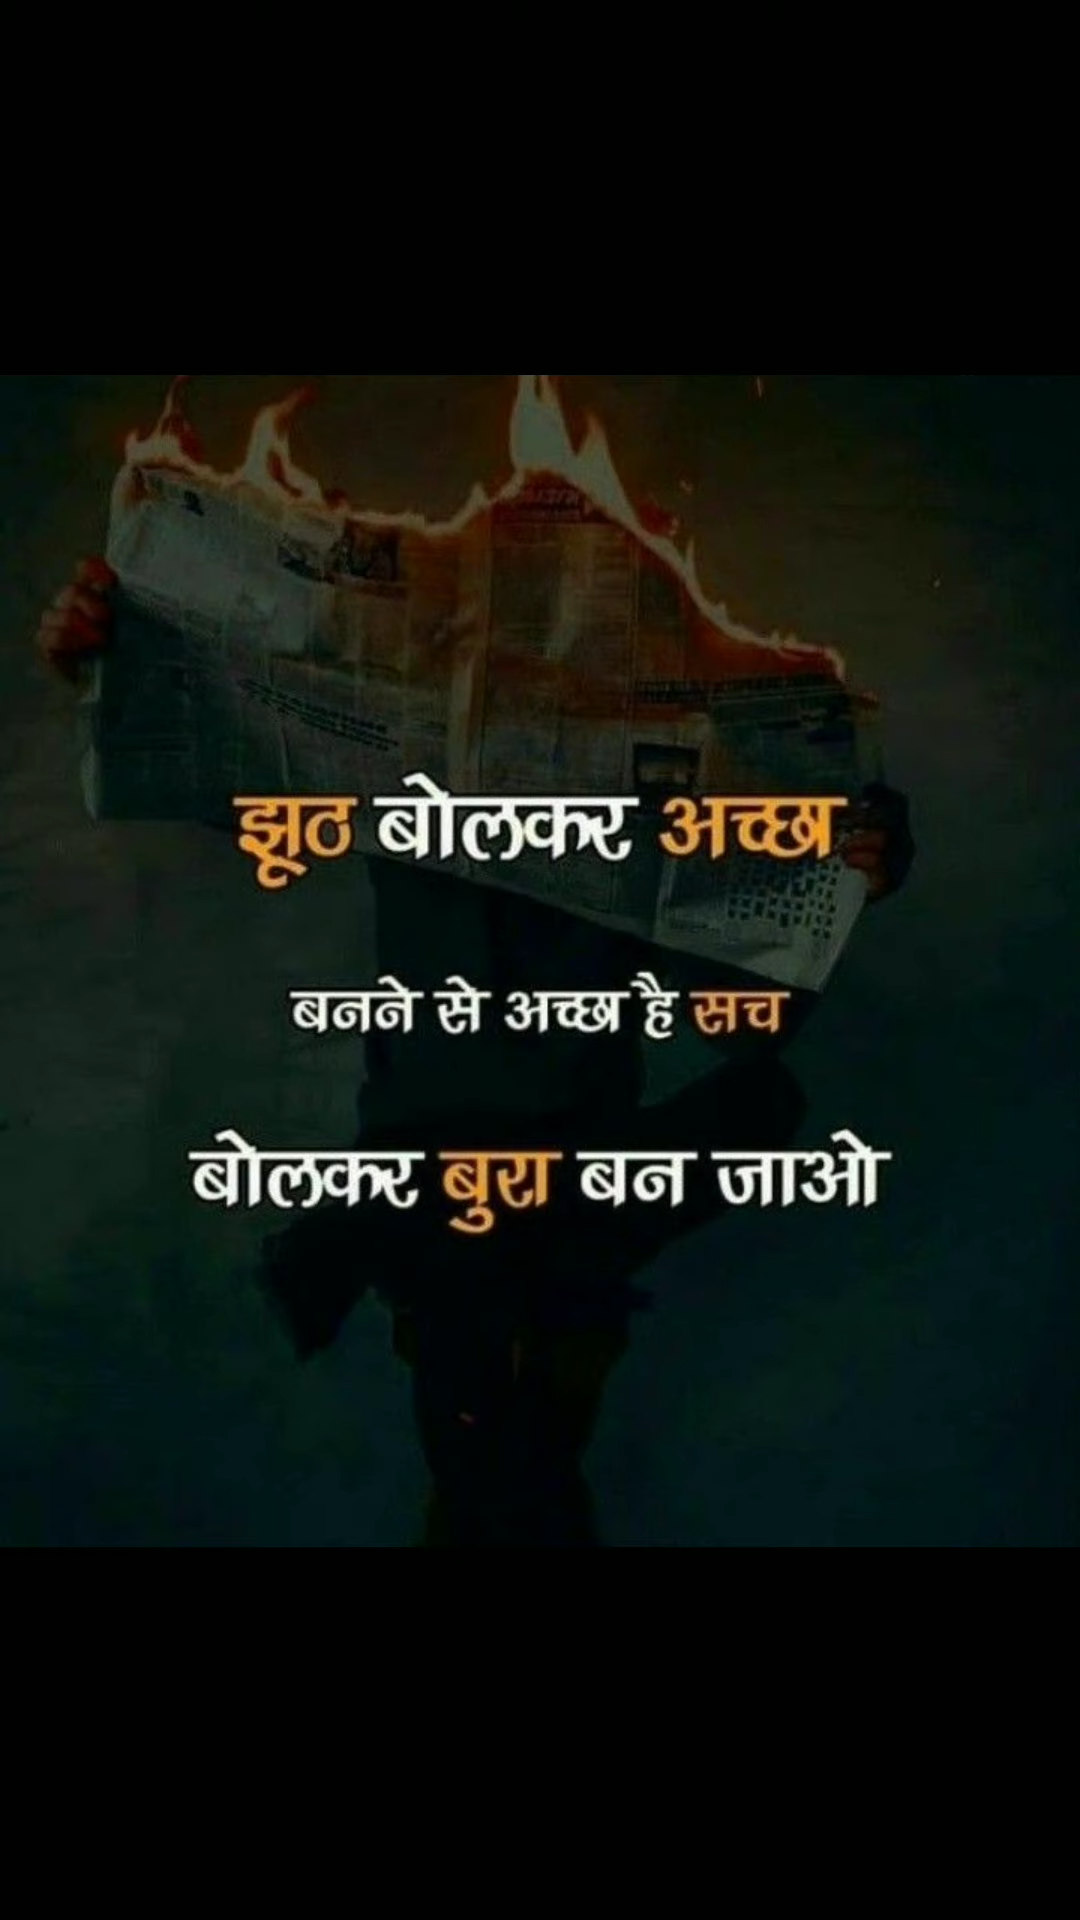 झूठ बोलकर अच्छा
बनने से अच्छा है सच
बोलकर बुरा बन जाओ